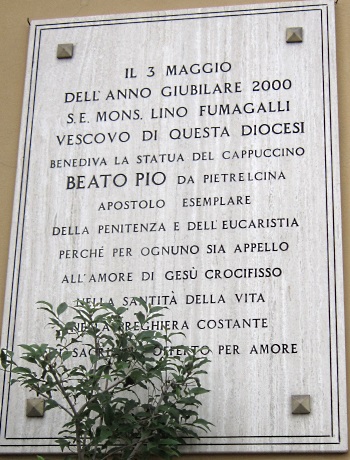 IL 3 MAGGIO
DELL'ANNO GIUBILARE 2000
S.E. MONS. LINO FUMAGALLI
VESCOVO DI QUESTA DIOCESI
BENEDIVA LA STATUA DEL CAPPUCCINO
BEATO PIO DA PIETRELCINA
APOSTOLO ESEMPLARE
DELLA PENITENZA E DELL'EUCARISTIA
PERCHÉ PER OGNUNO SIA APPELLO
ALL'AMORE DI GESÙ CROCIFISSO
NELLA SANTITÀ DELLA VITA
NELLA PREGHIERA COSTANTE
OFFERTO PER AMORE